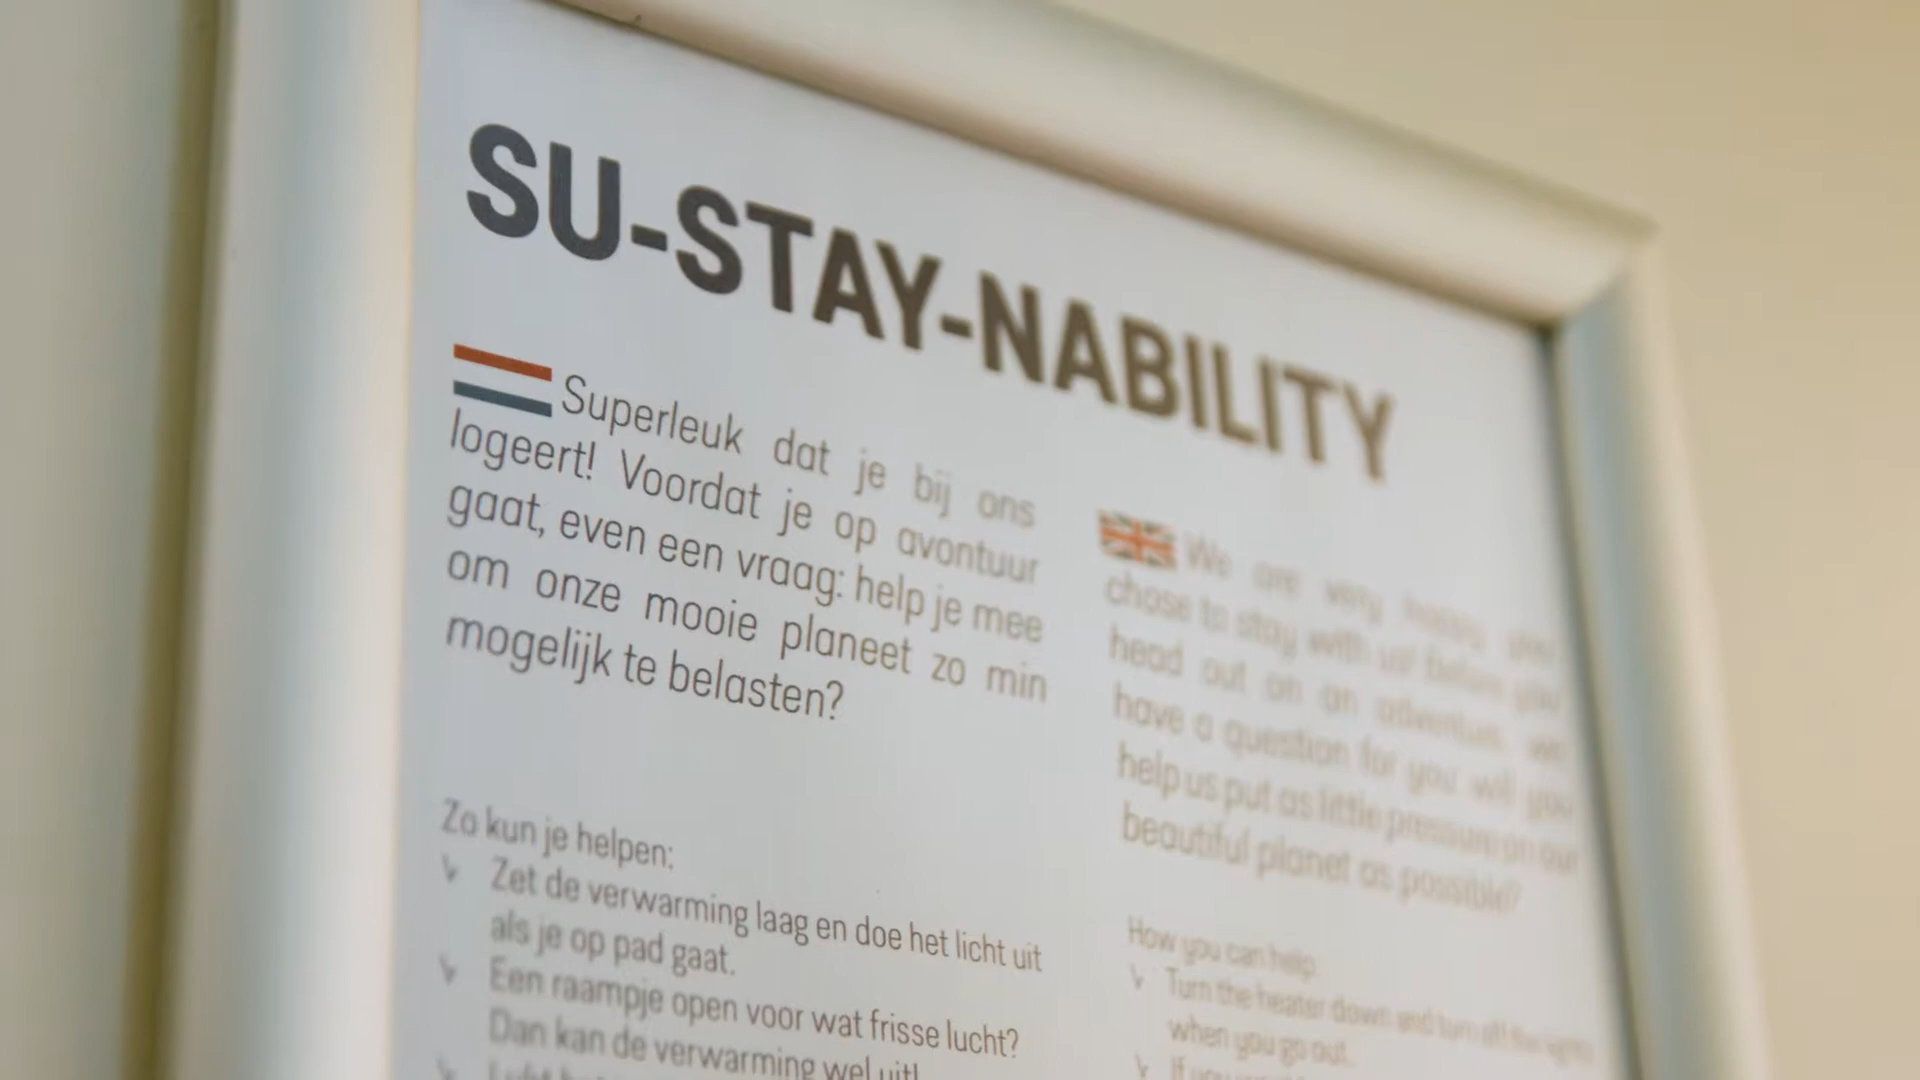 SU-STAY-NABILITY
Superleuk dat je bij ons
logeert! Voordat je op avontuur
gaat, even een vraag: help je mee
om onze mooie planeet zo min
mogelijk te belasten?
Zo kun je helpen:
Zet de verwarming laag en doe het licht uit
als je op pad gaat.
Een raampje open voor wat frisse lucht?
Dan kan de verwarming wel uit!
We are very happy you
chose to stay with us! Before you
head out on an adventure, we
have a question for you: will you
help us put as little pressure on our
beautiful planet as possible?
How you can help:
Turn the heater down and turn off the lights
when you go out.
If you